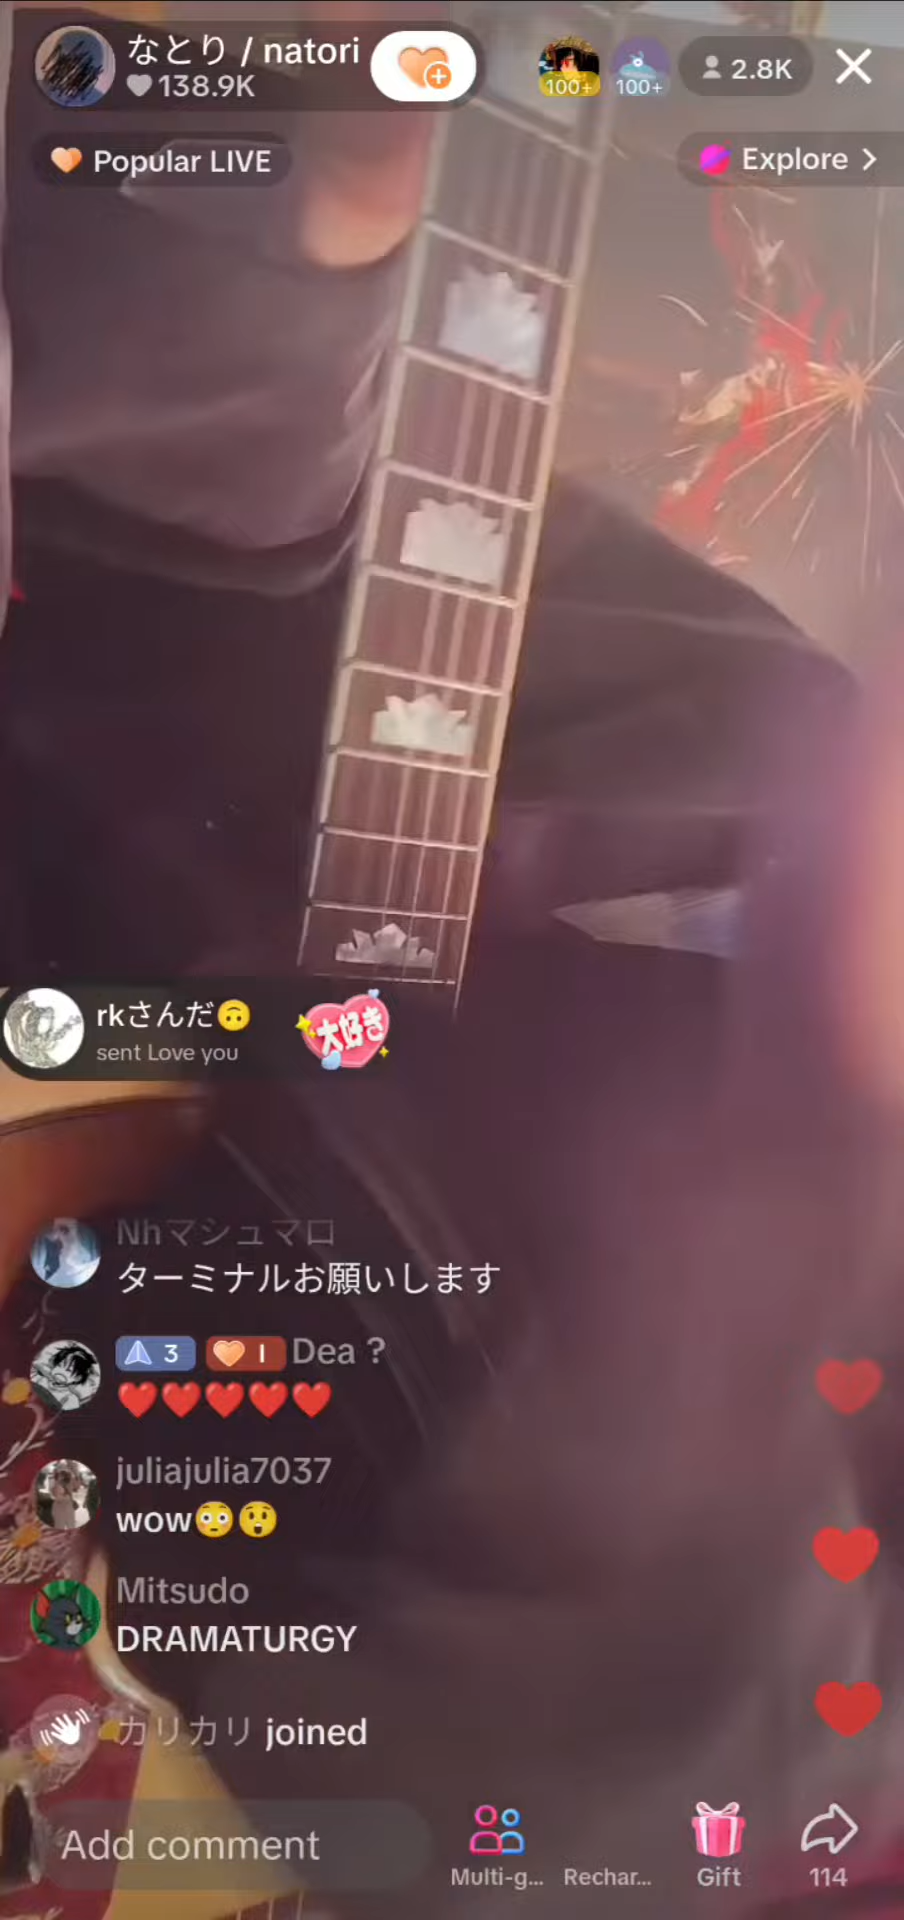 なとり / natori
138.9K
100+
100+
2.8K
Popular LIVE
Explore
rkさんだ🙃
sent Love you
大好き
Nhマシュマロ
ターミナルお願いします
3
I
Dea ?
❤️❤️❤️❤️❤️
juliajulia7037
wow😳😲
Mitsudo
DRAMATURGY
カリカリ joined
Add comment
Multi-g...
Rechar...
Gift
114